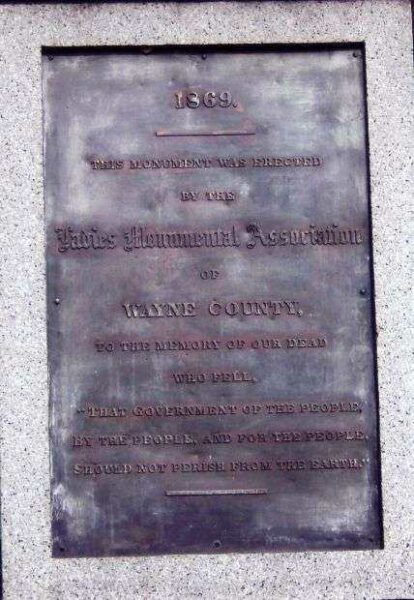 1869.
THIS MONUMENT WAS ERECTED
BY THE
Ladies Monumental Association
OF
WAYNE COUNTY,
TO THE MEMORY OF OUR DEAD
WHO FELL,
"THAT GOVERNMENT OF THE PEOPLE,
BY THE PEOPLE, AND FOR THE PEOPLE,
SHOULD NOT PERISH FROM THE EARTH."